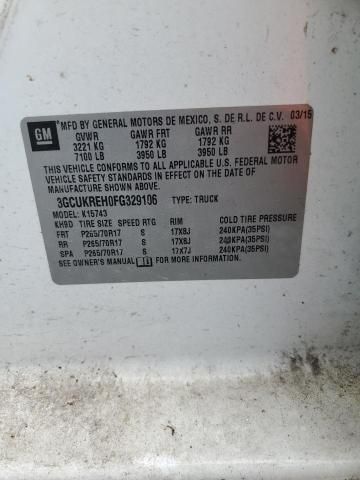 GM
MFD BY GENERAL MOTORS DE MEXICO, S. DE R.L. DE C.V. 03/15
GVWR GAWR FRT GAWR RR
3221 KG 1792 KG 1792 KG
7100 LB 3950 LB 3950 LB
THIS VEHICLE CONFORMS TO ALL APPLICABLE U.S. FEDERAL MOTOR
VEHICLE SAFETY STANDARDS IN EFFECT ON THE DATE OF
MANUFACTURE SHOWN ABOVE.
3GCUKREH0FG329106 TYPE: TRUCK
MODEL: K15743
KH9D TIRE SIZE SPEED RTG RIM COLD TIRE PRESSURE
FRT P265/70R17 S 17X8J 240KPA(35PSI)
RR P265/70R17 S 17X8J 240KPA(35PSI)
SPA P265/70R17 S 17X7J 240KPA(35PSI)
SEE OWNER'S MANUAL FOR MORE INFORMATION.